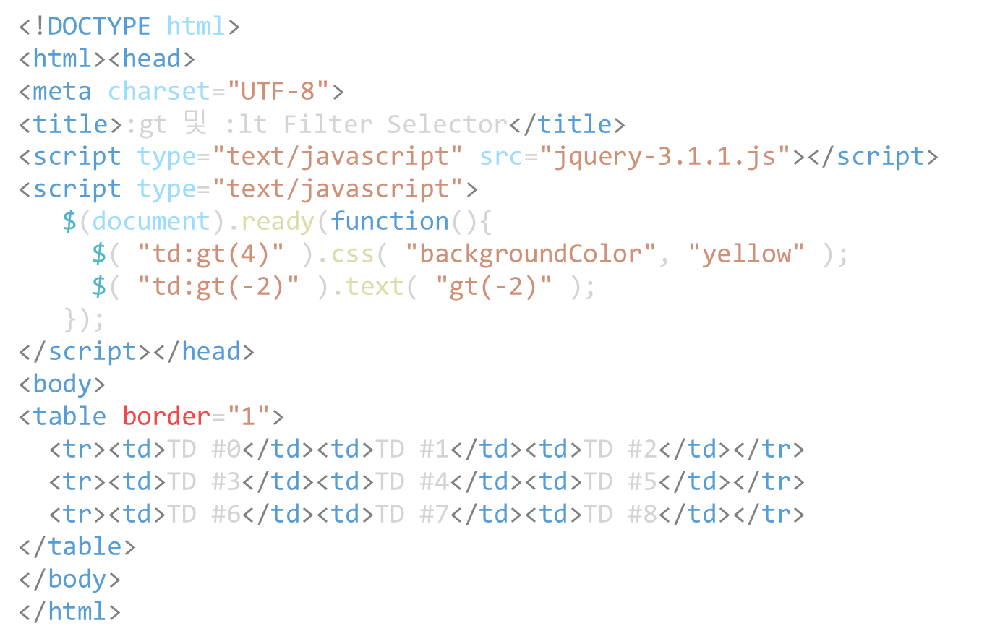 <!DOCTYPE html>
<html><head>
<meta charset="UTF-8">
<title>:gt 및 :lt Filter Selector</title>
<script type="text/javascript" src="jquery-3.1.1.js"></script>
<script type="text/javascript">
   $(document).ready(function(){
     $( "td:gt(4)" ).css( "backgroundColor", "yellow" );
     $( "td:gt(-2)" ).text( "gt(-2)" );
   });
</script></head>
<body>
<table border="1">
  <tr><td>TD #0</td><td>TD #1</td><td>TD #2</td></tr>
  <tr><td>TD #3</td><td>TD #4</td><td>TD #5</td></tr>
  <tr><td>TD #6</td><td>TD #7</td><td>TD #8</td></tr>
</table>
</body>
</html>